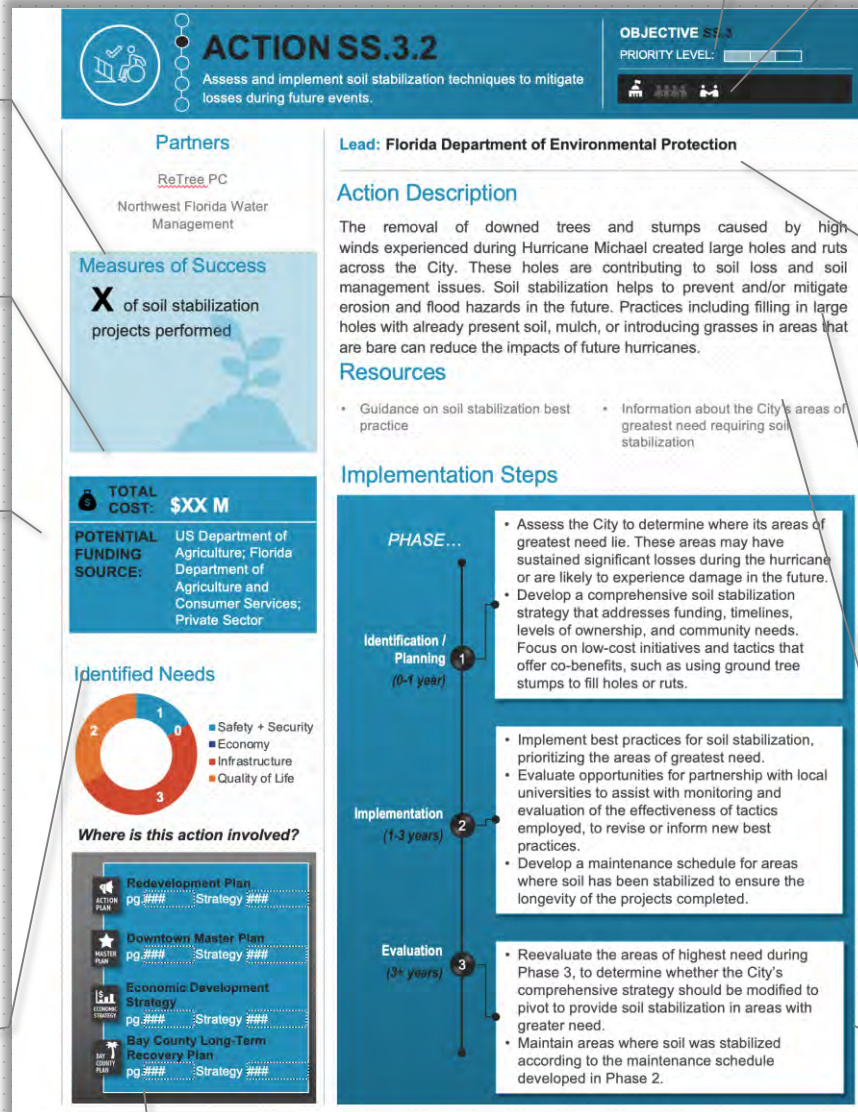 ACTION SS.3.2
Assess and implement soil stabilization techniques to mitigate
losses during future events.
OBJECTIVE SS.3
PRIORITY LEVEL:
Partners
ReTree PC
Northwest Florida Water
Management
Measures of Success
X of soil stabilization
projects performed
TOTAL
COST: $XX M
POTENTIAL
FUNDING
SOURCE:
US Department of
Agriculture; Florida
Department of
Agriculture and
Consumer Services;
Private Sector
Identified Needs
1
0
2
3
Safety + Security
Economy
Infrastructure
Quality of Life
Where is this action involved?
ACTION
PLAN
Redevelopment Plan
pg.### Strategy ###
MASTER
PLAN
Downtown Master Plan
pg.### Strategy ###
ECONOMIC
STRATEGY
Economic Development
Strategy
pg.### Strategy ###
BAY
COUNTY
PLAN
Bay County Long-Term
Recovery Plan
pg.### Strategy ###
Lead: Florida Department of Environmental Protection
Action Description
The removal of downed trees and stumps caused by high
winds experienced during Hurricane Michael created large holes and ruts
across the City. These holes are contributing to soil loss and soil
management issues. Soil stabilization helps to prevent and/or mitigate
erosion and flood hazards in the future. Practices including filling in large
holes with already present soil, mulch, or introducing grasses in areas that
are bare can reduce the impacts of future hurricanes.
Resources
• Guidance on soil stabilization best
practice
• Information about the City's areas of
greatest need requiring soil
stabilization
Implementation Steps
PHASE...
Identification /
Planning
(0-1 year)
1
• Assess the City to determine where its areas of
greatest need lie. These areas may have
sustained significant losses during the hurricane
or are likely to experience damage in the future.
• Develop a comprehensive soil stabilization
strategy that addresses funding, timelines,
levels of ownership, and community needs.
Focus on low-cost initiatives and tactics that
offer co-benefits, such as using ground tree
stumps to fill holes or ruts.
Implementation
(1-3 years)
2
• Implement best practices for soil stabilization,
prioritizing the areas of greatest need.
• Evaluate opportunities for partnership with local
universities to assist with monitoring and
evaluation of the effectiveness of tactics
employed, to revise or inform new best
practices.
• Develop a maintenance schedule for areas
where soil has been stabilized to ensure the
longevity of the projects completed.
Evaluation
(3+ years)
3
• Reevaluate the areas of highest need during
Phase 3, to determine whether the City's
comprehensive strategy should be modified to
pivot to provide soil stabilization in areas with
greater need.
• Maintain areas where soil was stabilized
according to the maintenance schedule
developed in Phase 2.